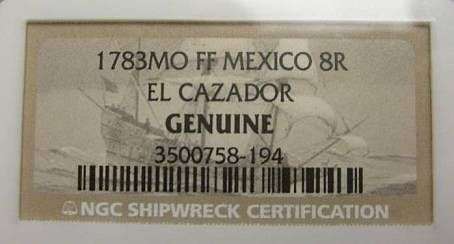 1783MO FF MEXICO 8R
EL CAZADOR
GENUINE
3500758-194
NGC SHIPWRECK CERTIFICATION